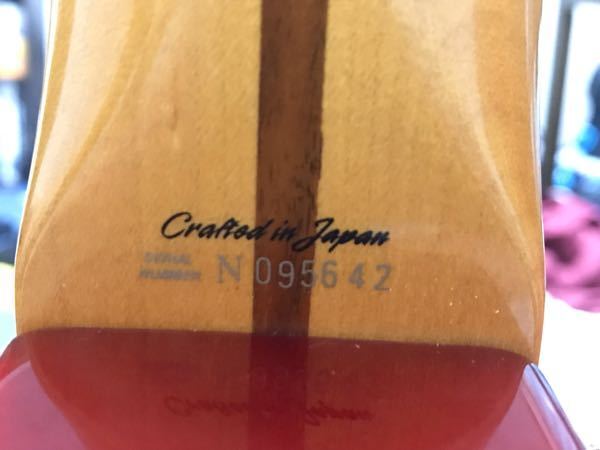 Crafted in Japan
SERIAL
NUMBER N095642